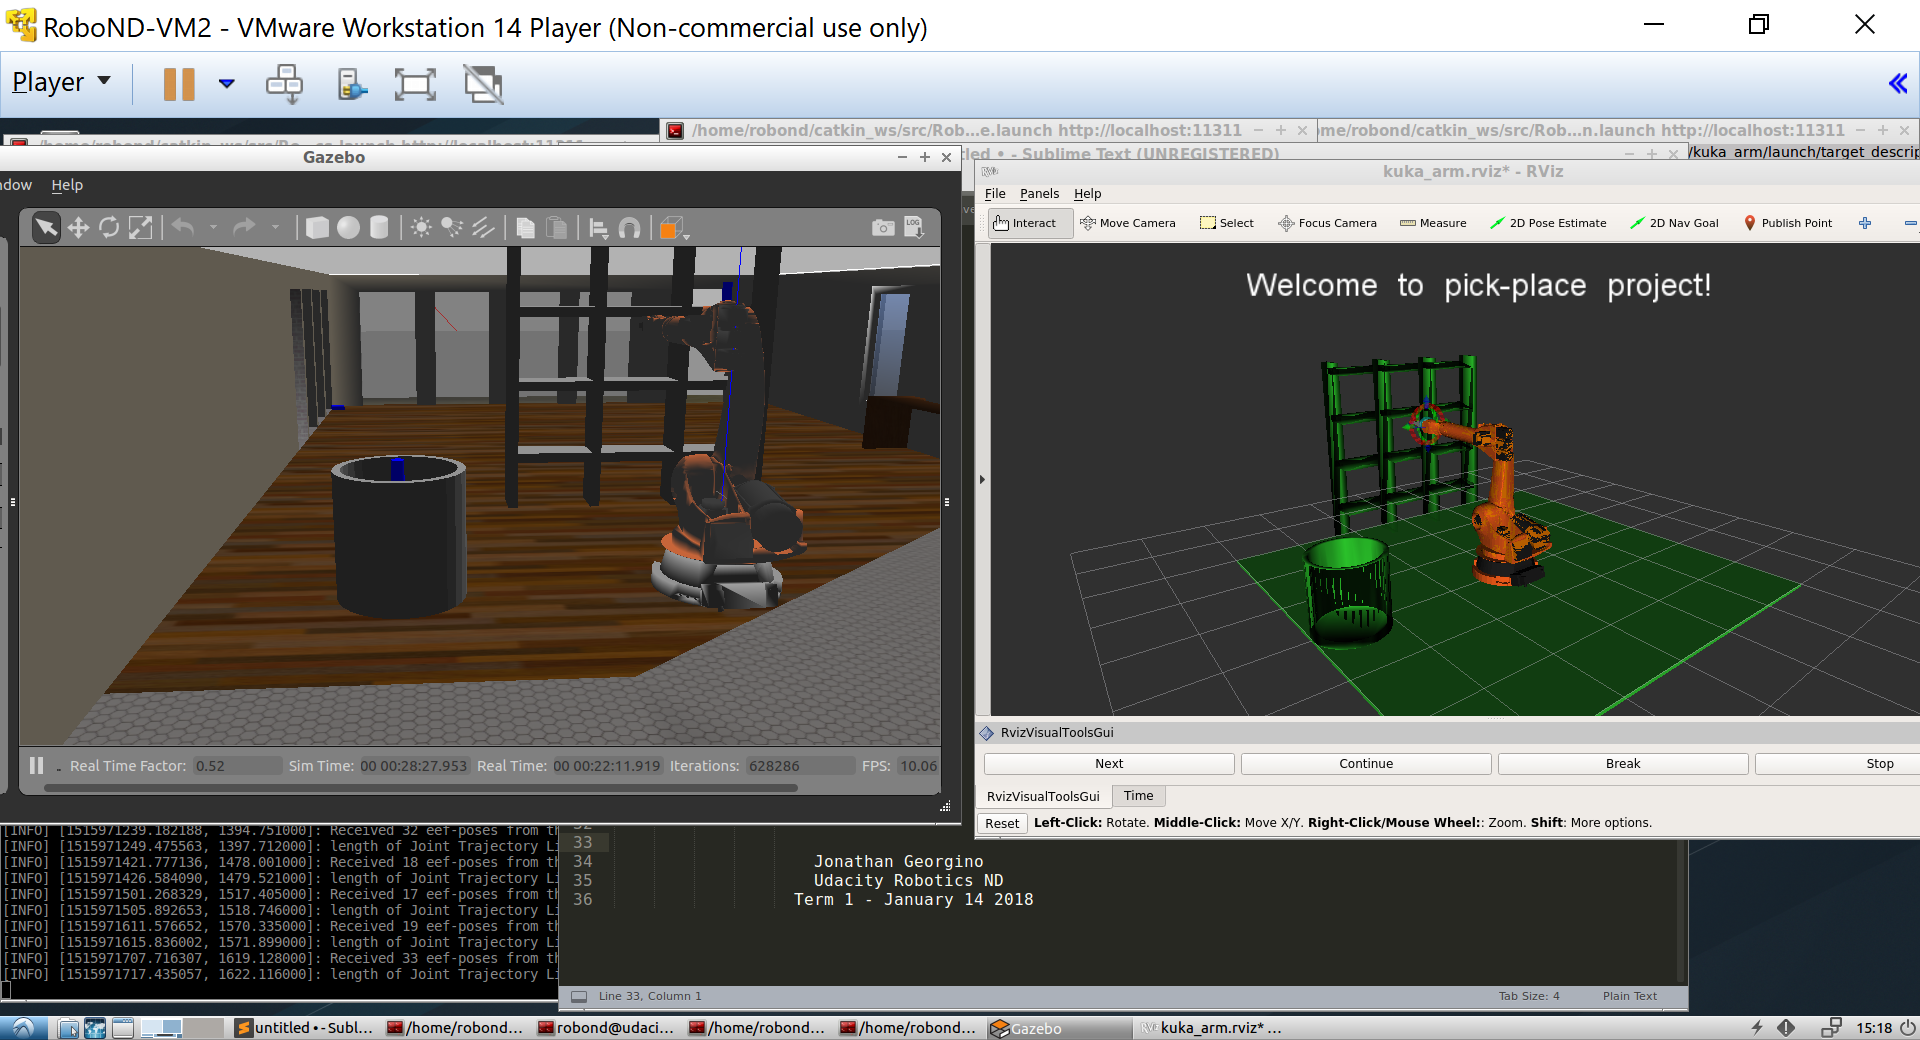 RoboND-VM2 - VMware Workstation 14 Player (Non-commercial use only)
Player
/home/robond/catkin_ws/src/Rob...e.launch http://localhost:11311
ome/robond/catkin_ws/src/Rob...n.launch http://localhost:11311
Gazebo
tled • - Sublime Text (UNREGISTERED)
/kuka_arm/launch/target_descrip
kuka_arm.rviz* - RViz
ndow Help
File Panels Help
Interact Move Camera Select Focus Camera Measure 2D Pose Estimate 2D Nav Goal Publish Point
LOG
Welcome to pick-place project!
RvizVisualToolsGui
Next Continue Break Stop
Real Time Factor: 0.52 Sim Time: 00 00:28:27.953 Real Time: 00 00:22:11.919 Iterations: 628286 FPS: 10.06
RvizVisualToolsGui Time
Reset Left-Click: Rotate. Middle-Click: Move X/Y. Right-Click/Mouse Wheel:: Zoom. Shift: More options.
[INFO] [1515971239.182188, 1394.751000]: Received 32 eef-poses from th
[INFO] [1515971249.475563, 1397.712000]: length of Joint Trajectory Li
[INFO] [1515971421.777136, 1478.001000]: Received 18 eef-poses from th
[INFO] [1515971426.584090, 1479.521000]: length of Joint Trajectory Li
[INFO] [1515971501.268329, 1517.405000]: Received 17 eef-poses from th
[INFO] [1515971505.892653, 1518.746000]: length of Joint Trajectory Li
[INFO] [1515971611.576652, 1570.335000]: Received 19 eef-poses from th
[INFO] [1515971615.836002, 1571.899000]: length of Joint Trajectory Li
[INFO] [1515971707.716307, 1619.128000]: Received 33 eef-poses from th
[INFO] [1515971717.435057, 1622.116000]: length of Joint Trajectory Li
33
34 Jonathan Georgino
35 Udacity Robotics ND
36 Term 1 - January 14 2018
Line 33, Column 1 Tab Size: 4 Plain Text
untitled • - Subl... /home/robond... robond@udaci... /home/robond... /home/robond... Gazebo kuka_arm.rviz* ... 15:18